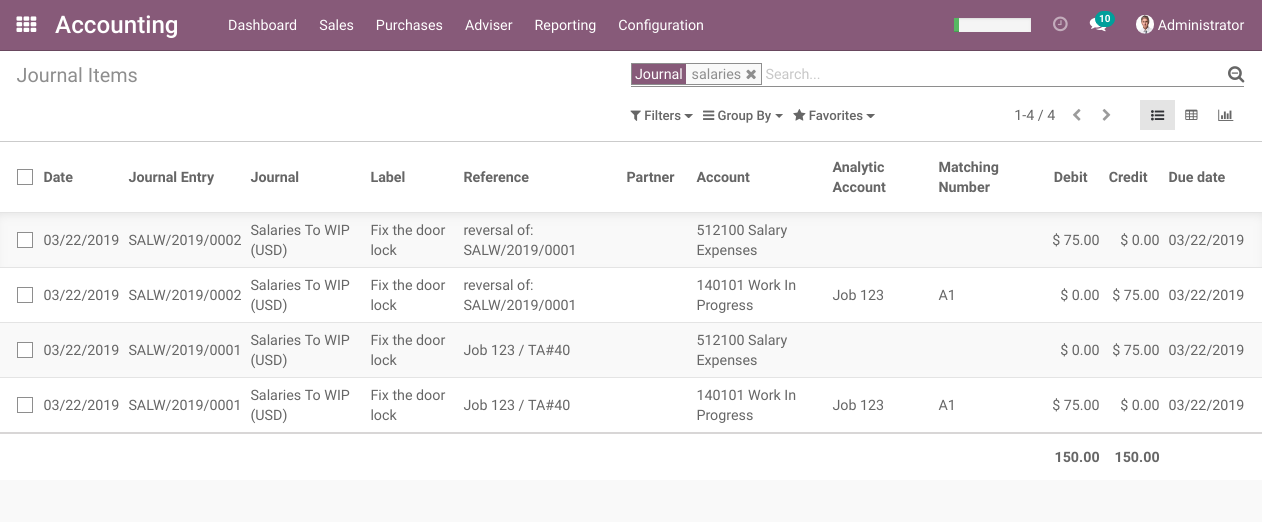 Accounting Dashboard Sales Purchases Adviser Reporting Configuration 10 Administrator
Journal Items Journal salaries Search...
Filters Group By Favorites 1-4 / 4
Date Journal Entry Journal Label Reference Partner Account Analytic Account Matching Number Debit Credit Due date
03/22/2019 SALW/2019/0002 Salaries To WIP (USD) Fix the door lock reversal of: SALW/2019/0001 512100 Salary Expenses $ 75.00 $ 0.00 03/22/2019
03/22/2019 SALW/2019/0002 Salaries To WIP (USD) Fix the door lock reversal of: SALW/2019/0001 140101 Work In Progress Job 123 A1 $ 0.00 $ 75.00 03/22/2019
03/22/2019 SALW/2019/0001 Salaries To WIP (USD) Fix the door lock Job 123 / TA#40 512100 Salary Expenses $ 0.00 $ 75.00 03/22/2019
03/22/2019 SALW/2019/0001 Salaries To WIP (USD) Fix the door lock Job 123 / TA#40 140101 Work In Progress Job 123 A1 $ 75.00 $ 0.00 03/22/2019
150.00 150.00